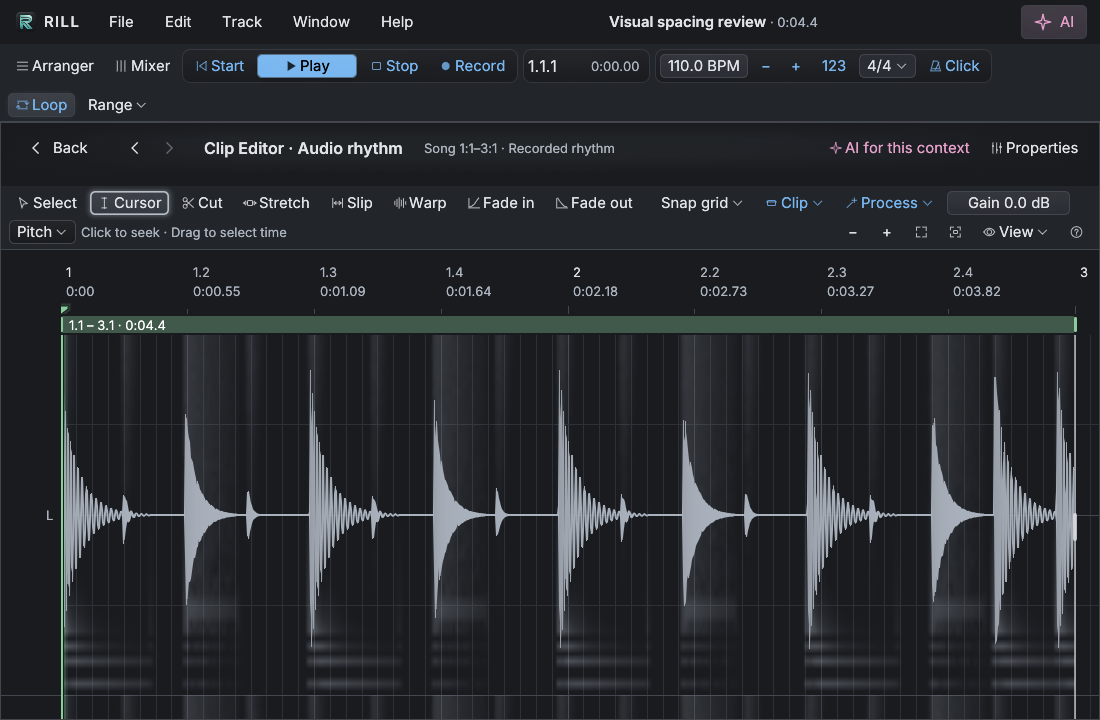 RILL File Edit Track Window Help Visual spacing review · 0:04.4 AI
Arranger Mixer Start Play Stop Record 1.1.1 0:00.00 110.0 BPM − + 123 4/4 Click
Loop Range
Back Clip Editor · Audio rhythm Song 1:1–3:1 · Recorded rhythm AI for this context Properties
Select Cursor Cut Stretch Slip Warp Fade in Fade out Snap grid Clip Process Gain 0.0 dB
Pitch Click to seek · Drag to select time − + View ?
1 1.2 1.3 1.4 2 2.2 2.3 2.4 3
0:00 0:00.55 0:01.09 0:01.64 0:02.18 0:02.73 0:03.27 0:03.82
1.1 – 3.1 · 0:04.4
L